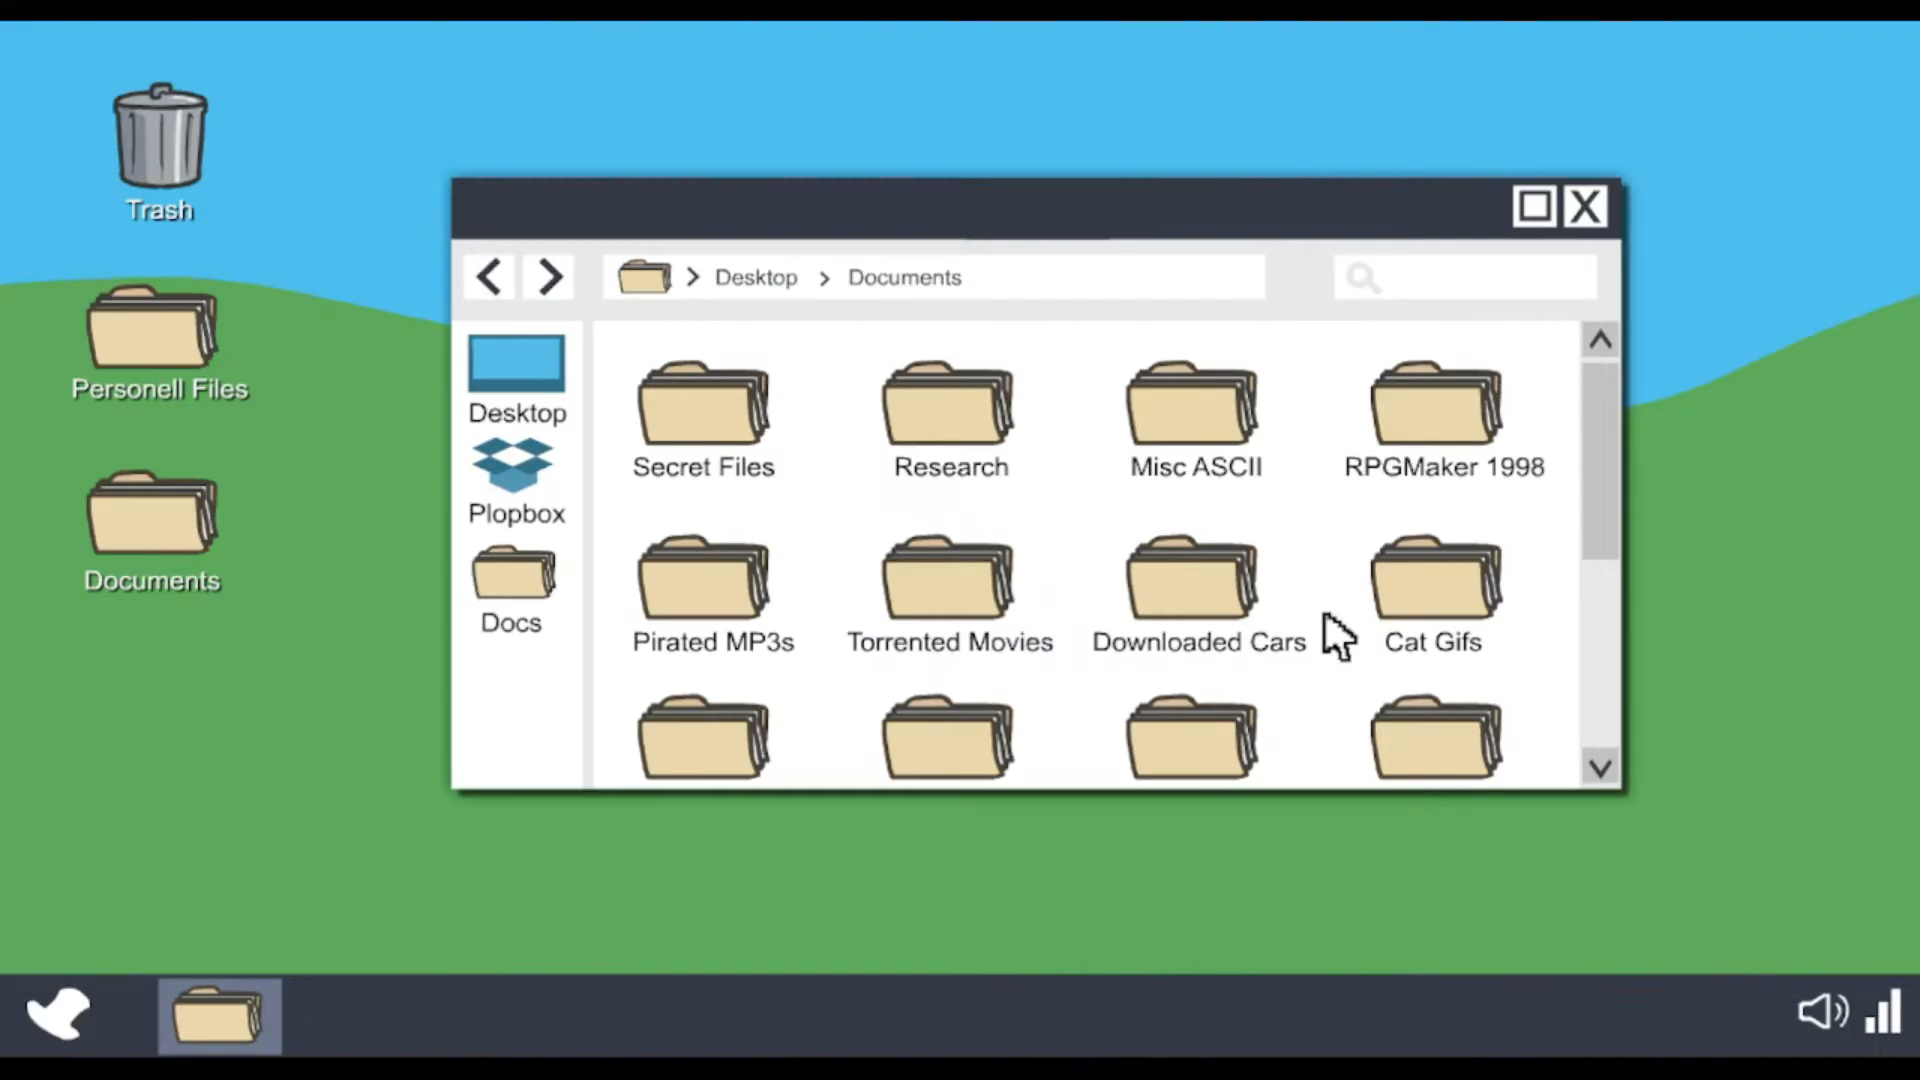 Trash
Personell Files
Documents
X
Desktop > Documents
Desktop
Plopbox
Docs
Secret Files
Research
Misc ASCII
RPGMaker 1998
Pirated MP3s
Torrented Movies
Downloaded Cars
Cat Gifs